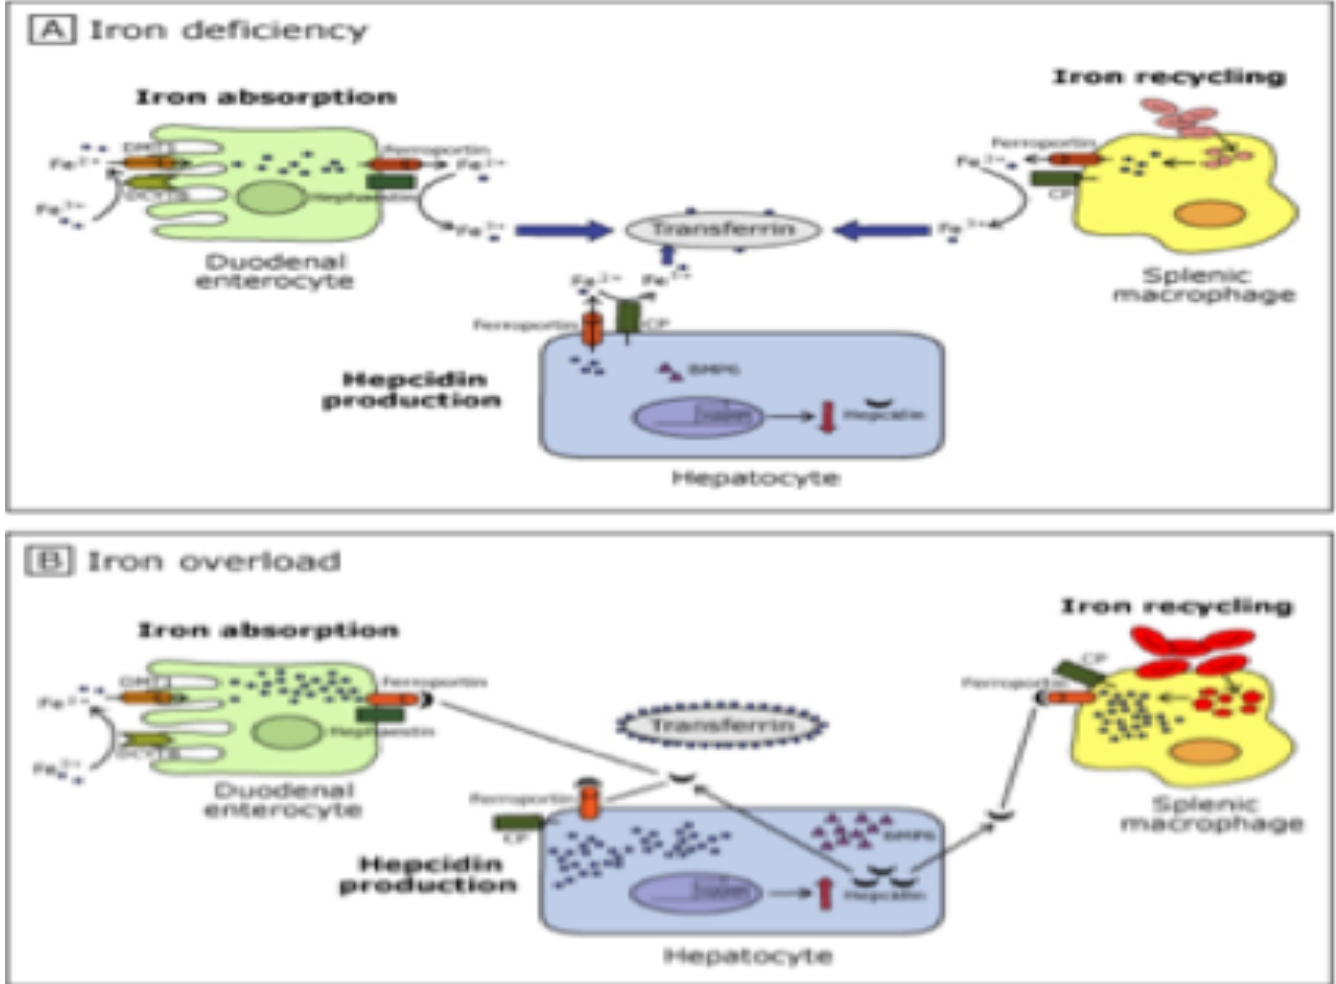 A Iron deficiency
Iron absorption
Iron recycling
DMT1
Ferroportin
Ferroportin
Fe2+
Fe2+
Fe2+
DCYTB
Hephaestin
CP
Fe3+
Fe3+
Transferrin
Fe3+
Duodenal
enterocyte
Splenic
macrophage
Fe2+
Fe3+
Ferroportin
CP
Hepcidin
production
BMP6
Hepcidin
Hepatocyte
B Iron overload
Iron absorption
Iron recycling
DMT1
Ferroportin
CP
Ferroportin
Fe2+
Transferrin
Hephaestin
DCYTB
Fe3+
Duodenal
enterocyte
Splenic
macrophage
Ferroportin
CP
BMP6
Hepcidin
production
Hepcidin
Hepatocyte